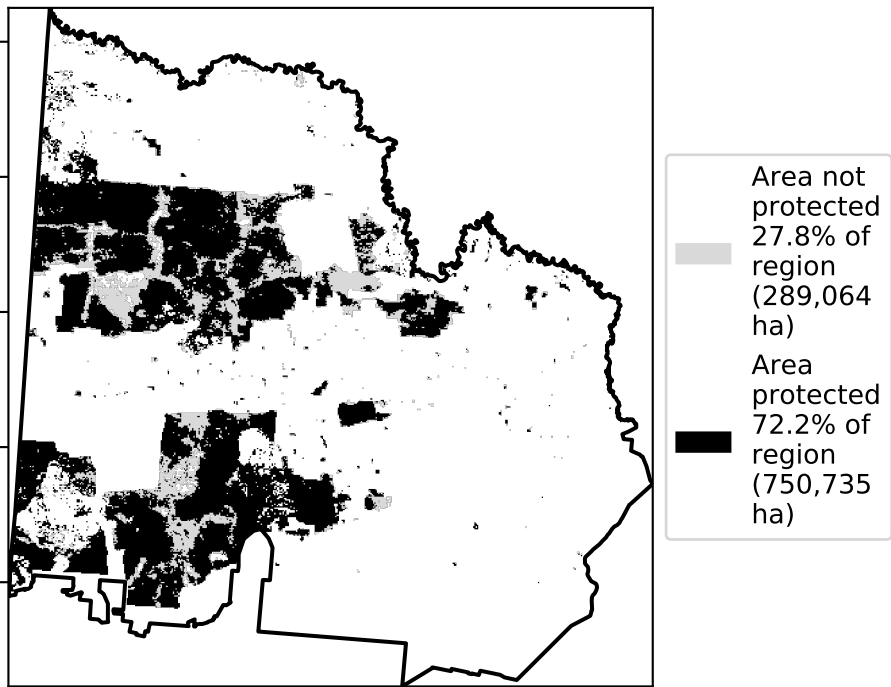 Area not
protected
27.8% of
region
(289,064
ha)
Area
protected
72.2% of
region
(750,735
ha)